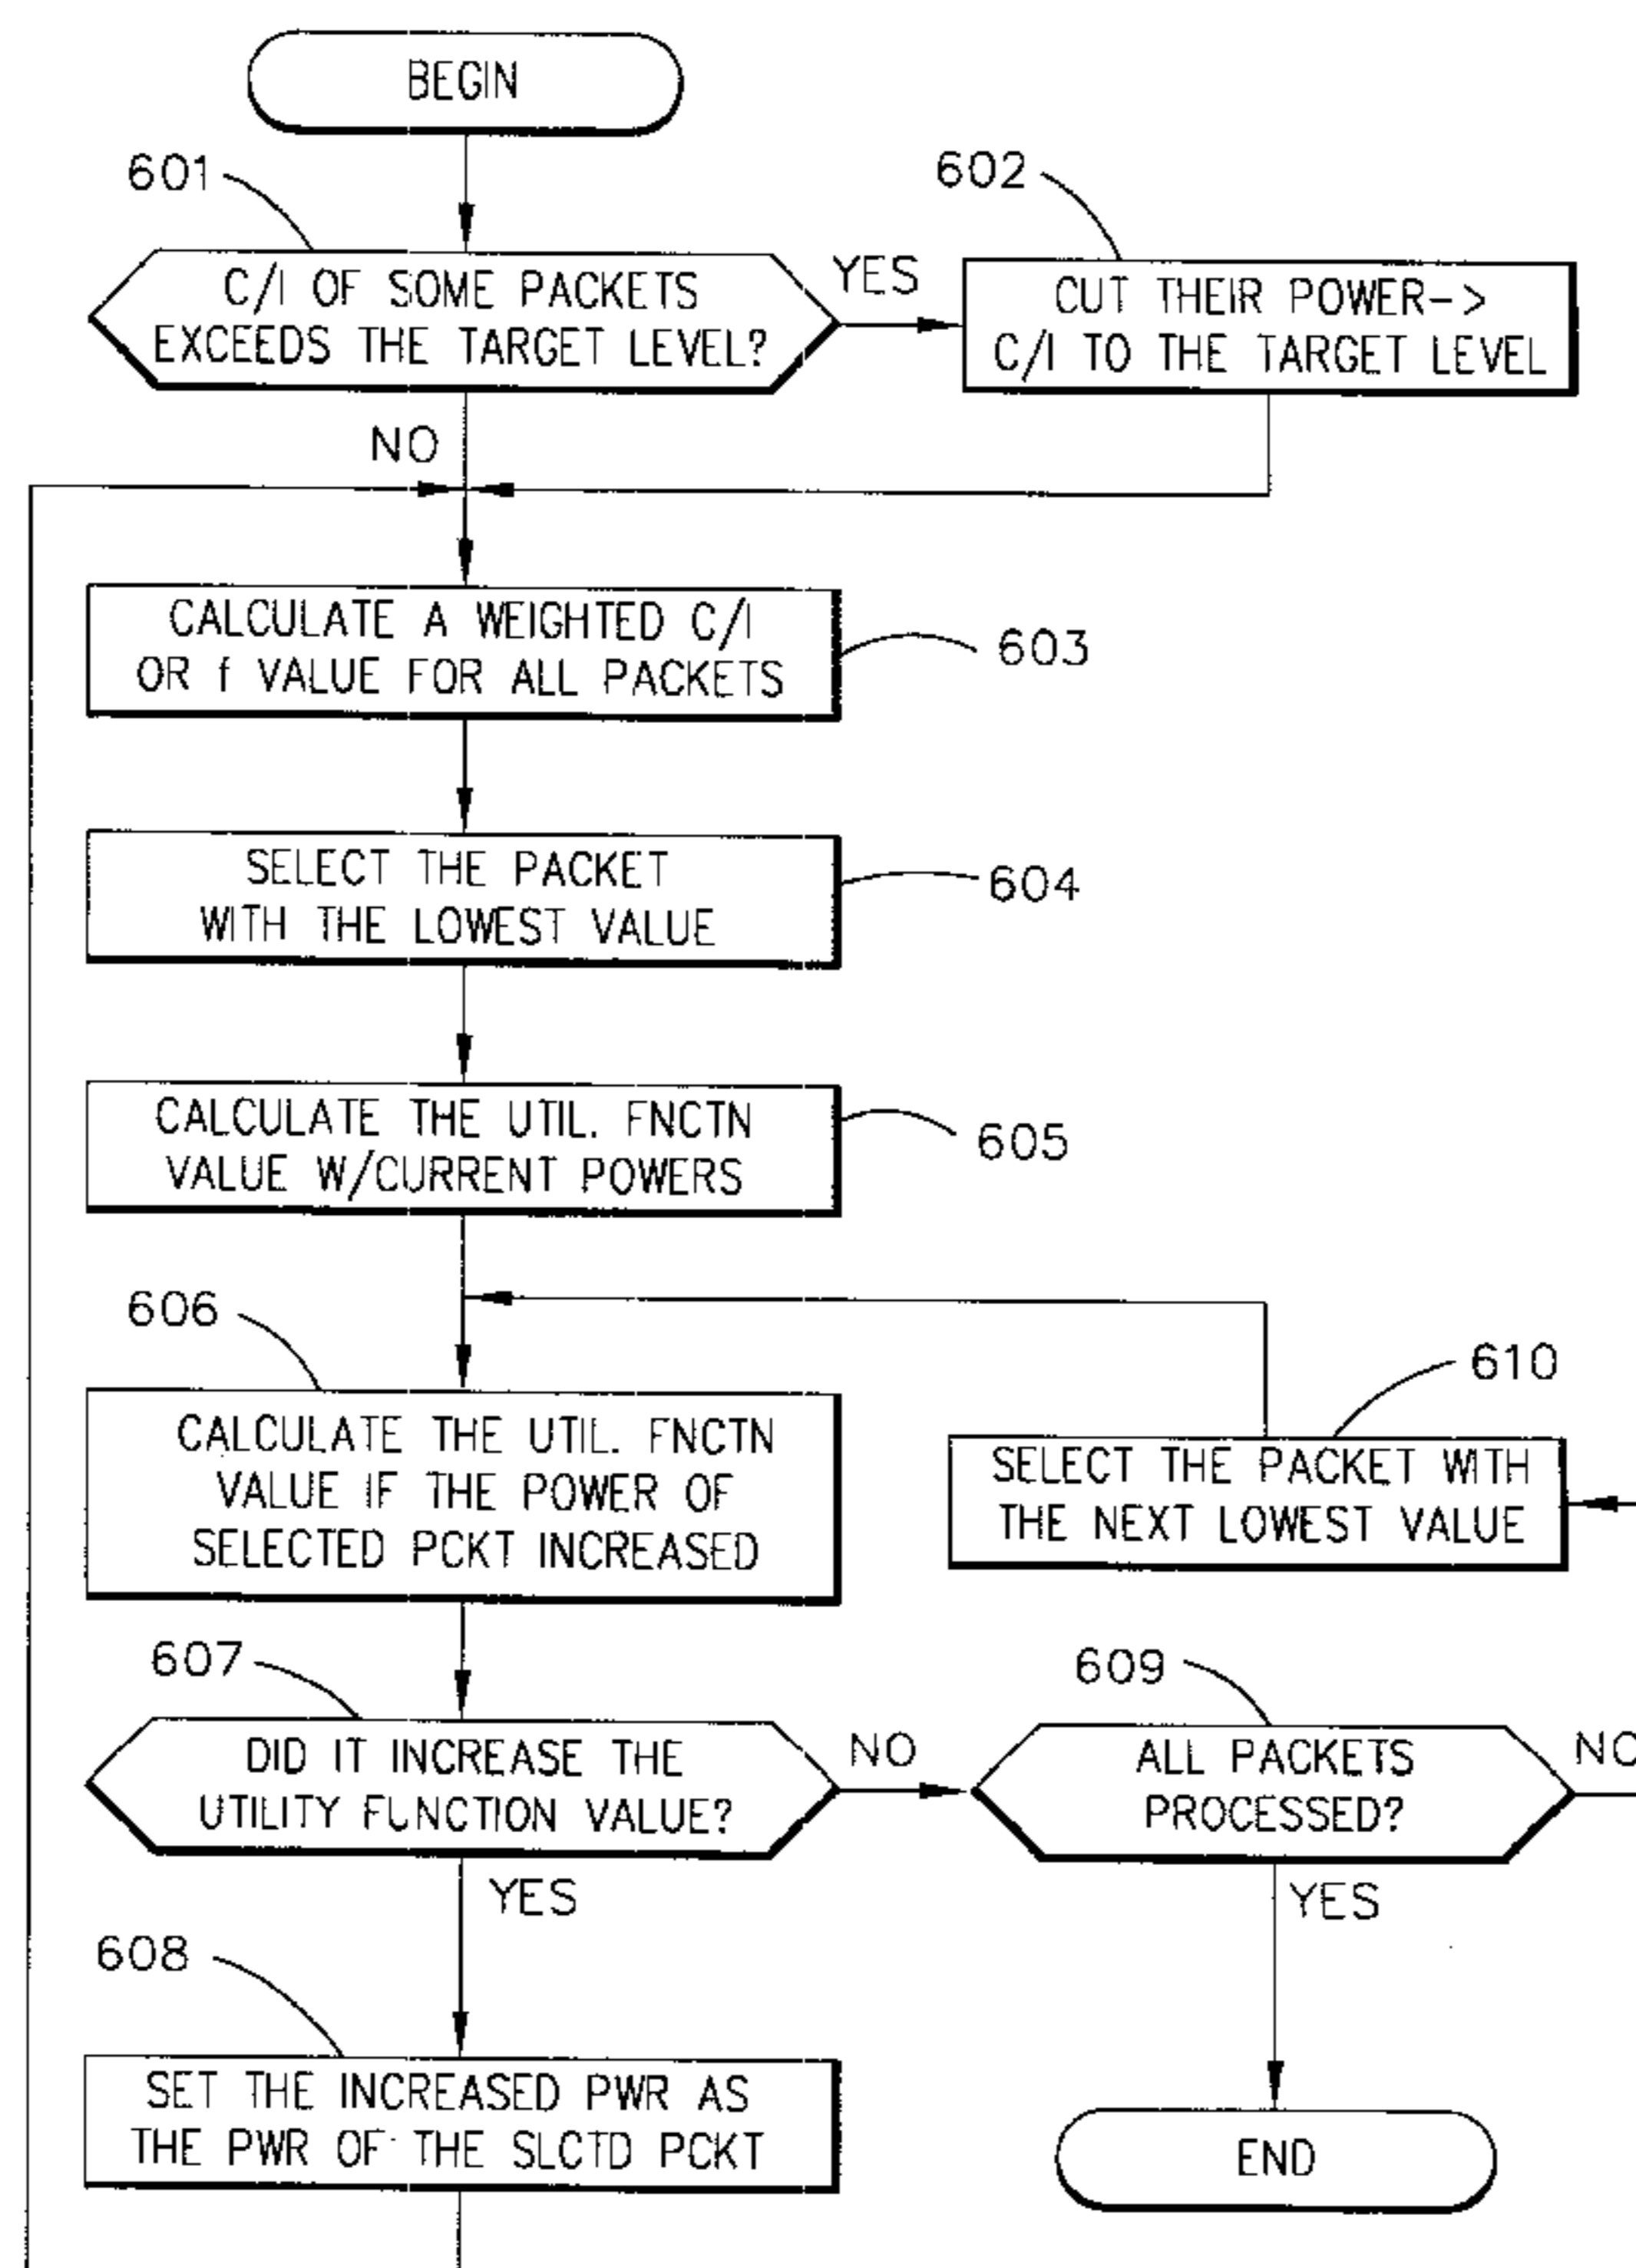 BEGIN
601
602
C/I OF SOME PACKETS
EXCEEDS THE TARGET LEVEL?
YES
CUT THEIR POWER->
C/I TO THE TARGET LEVEL
NO
CALCULATE A WEIGHTED C/I
OR f VALUE FOR ALL PACKETS
603
SELECT THE PACKET
WITH THE LOWEST VALUE
604
CALCULATE THE UTIL. FNCTN
VALUE W/CURRENT POWERS
605
606
610
CALCULATE THE UTIL. FNCTN
VALUE IF THE POWER OF
SELECTED PCKT INCREASED
SELECT THE PACKET WITH
THE NEXT LOWEST VALUE
607
609
DID IT INCREASE THE
UTILITY FUNCTION VALUE?
NO
ALL PACKETS
PROCESSED?
NO
YES
YES
608
SET THE INCREASED PWR AS
THE PWR OF THE SLCTD PCKT
END